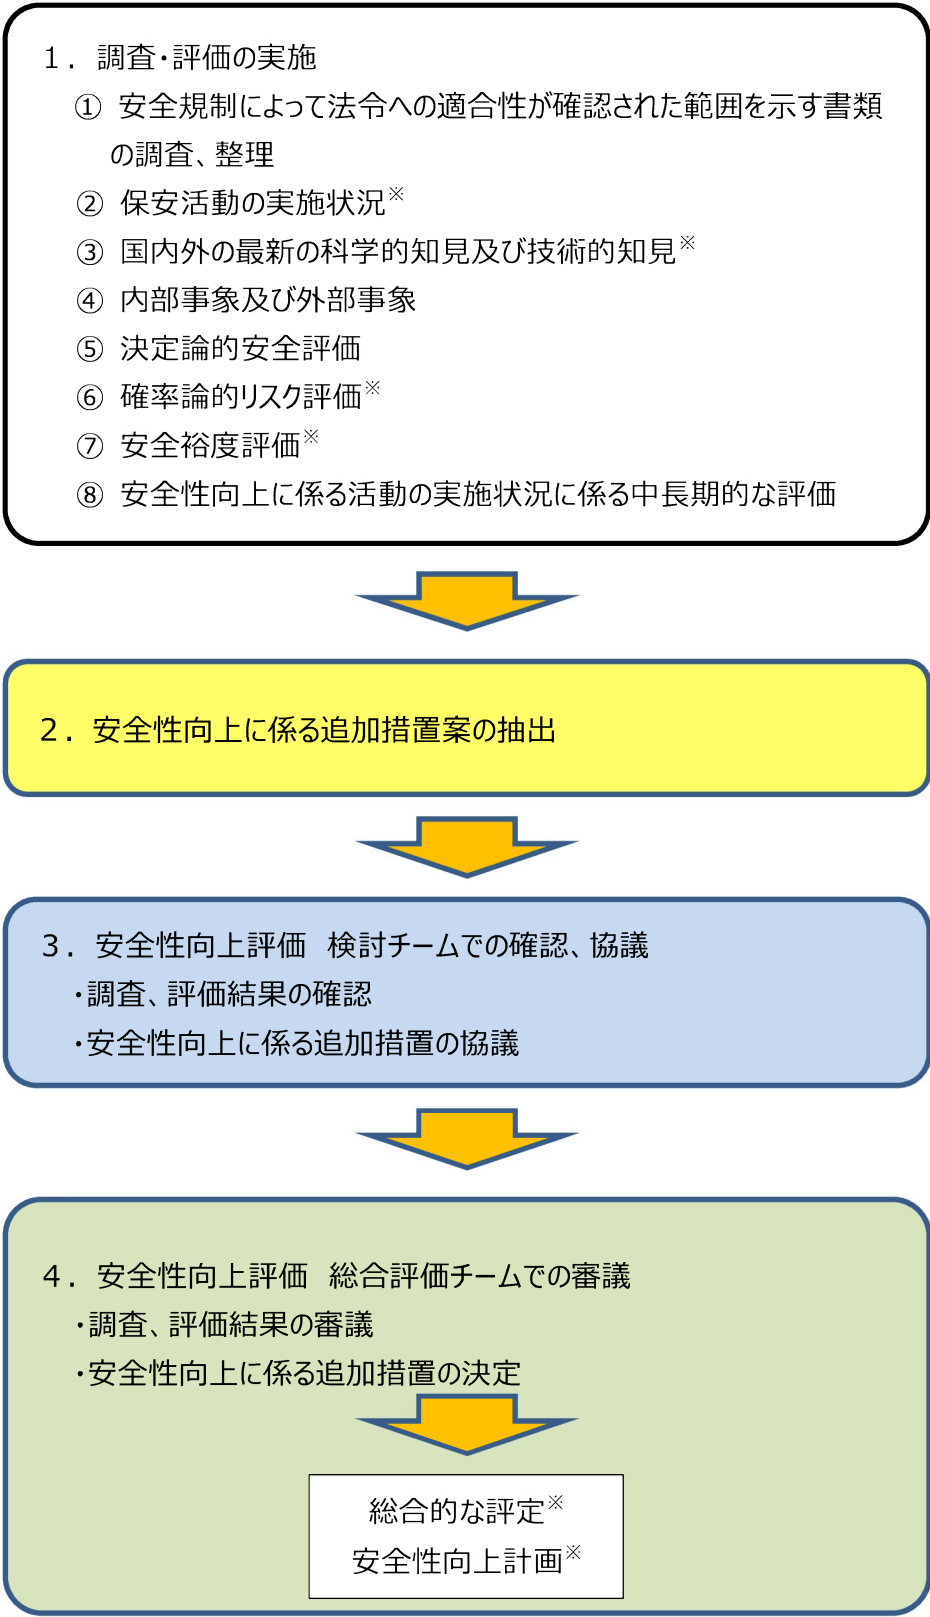 １．調査・評価の実施
① 安全規制によって法令への適合性が確認された範囲を示す書類
の調査、整理
② 保安活動の実施状況※
③ 国内外の最新の科学的知見及び技術的知見※
④ 内部事象及び外部事象
⑤ 決定論的安全評価
⑥ 確率論的リスク評価※
⑦ 安全裕度評価※
⑧ 安全性向上に係る活動の実施状況に係る中長期的な評価
２．安全性向上に係る追加措置案の抽出
３．安全性向上評価　検討チームでの確認、協議
・調査、評価結果の確認
・安全性向上に係る追加措置の協議
４．安全性向上評価　総合評価チームでの審議
・調査、評価結果の審議
・安全性向上に係る追加措置の決定
総合的な評定※
安全性向上計画※